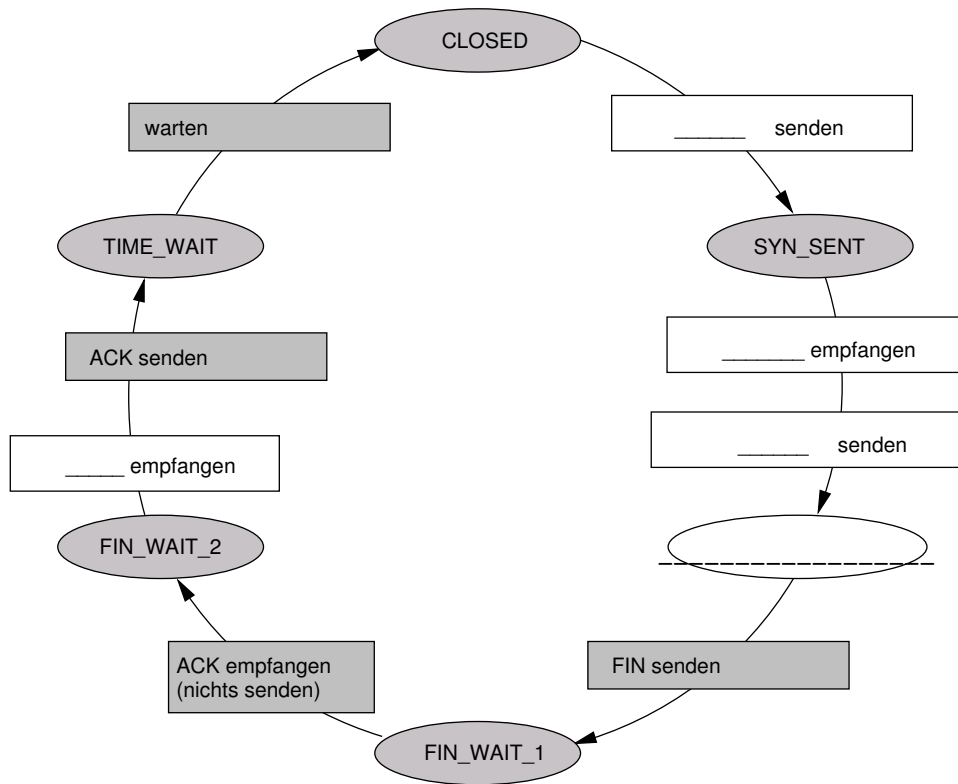 CLOSED
warten
______ senden
TIME_WAIT
SYN_SENT
_______ empfangen
ACK senden
______ senden
_____ empfangen
FIN_WAIT_2
ACK empfangen
(nichts senden)
FIN senden
FIN_WAIT_1